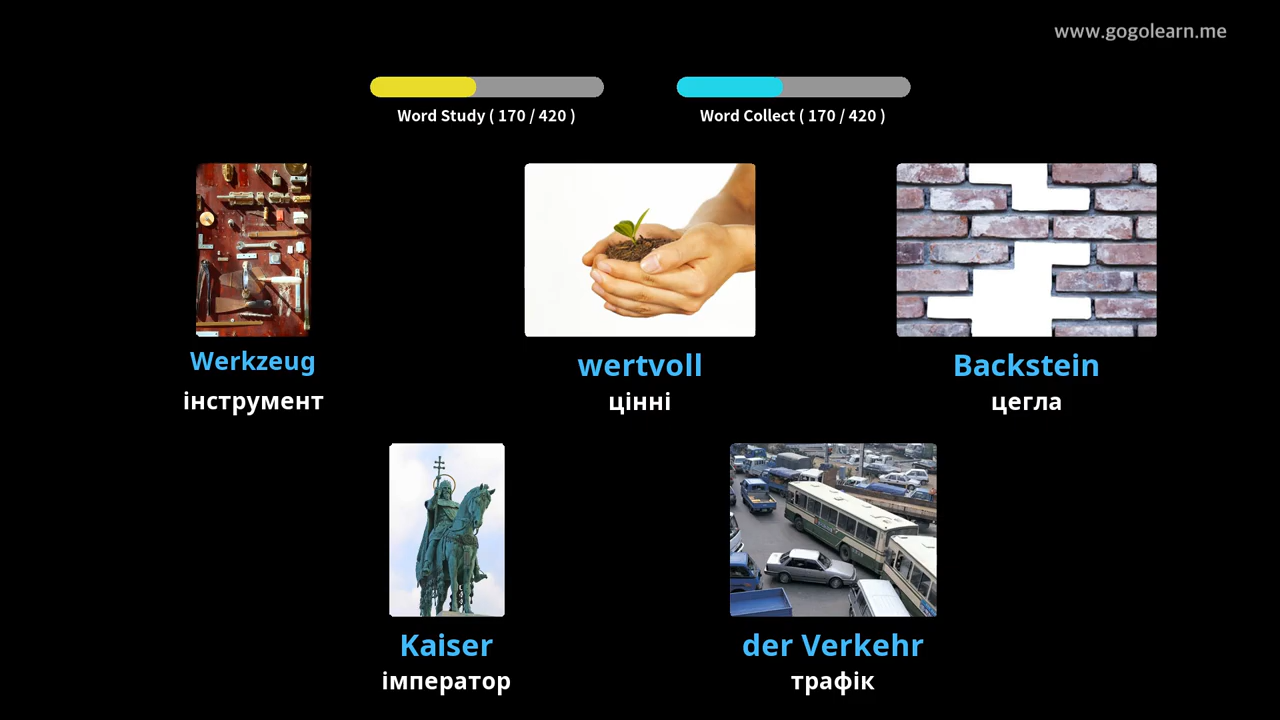 www.gogolearn.me
Word Study ( 170 / 420 )
Word Collect ( 170 / 420 )
Werkzeug
інструмент
wertvoll
цінні
Backstein
цегла
Kaiser
імператор
der Verkehr
трафік